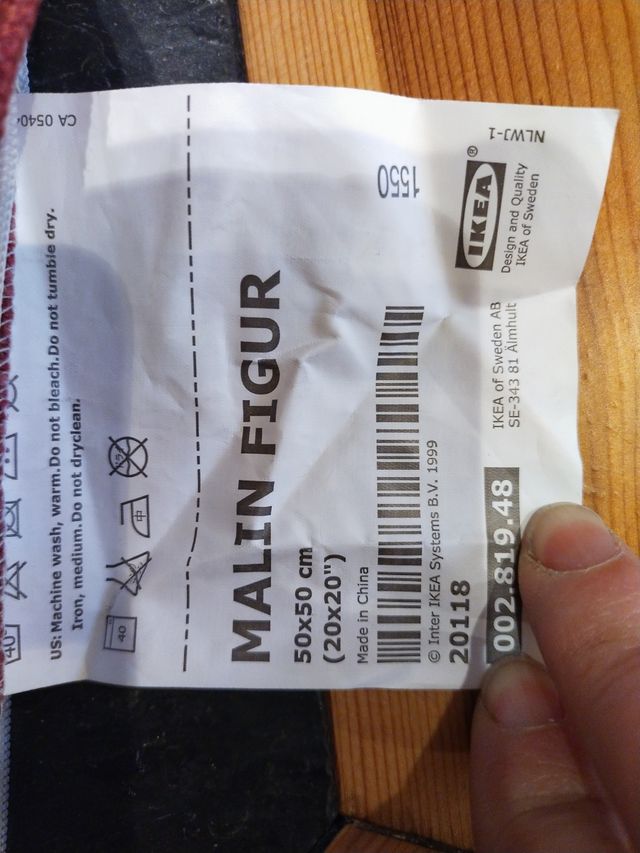 US: Machine wash, warm.Do not bleach.Do not tumble dry.
Iron, medium.Do not dryclean.
40
MALIN FIGUR
50x50 cm
(20x20")
Made in China
© Inter IKEA Systems B.V. 1999
20118
002.819.48
IKEA of Sweden AB
SE-343 81 Älmhult
IKEA®
Design and Quality
IKEA of Sweden
1550
NLWJ-1
CA